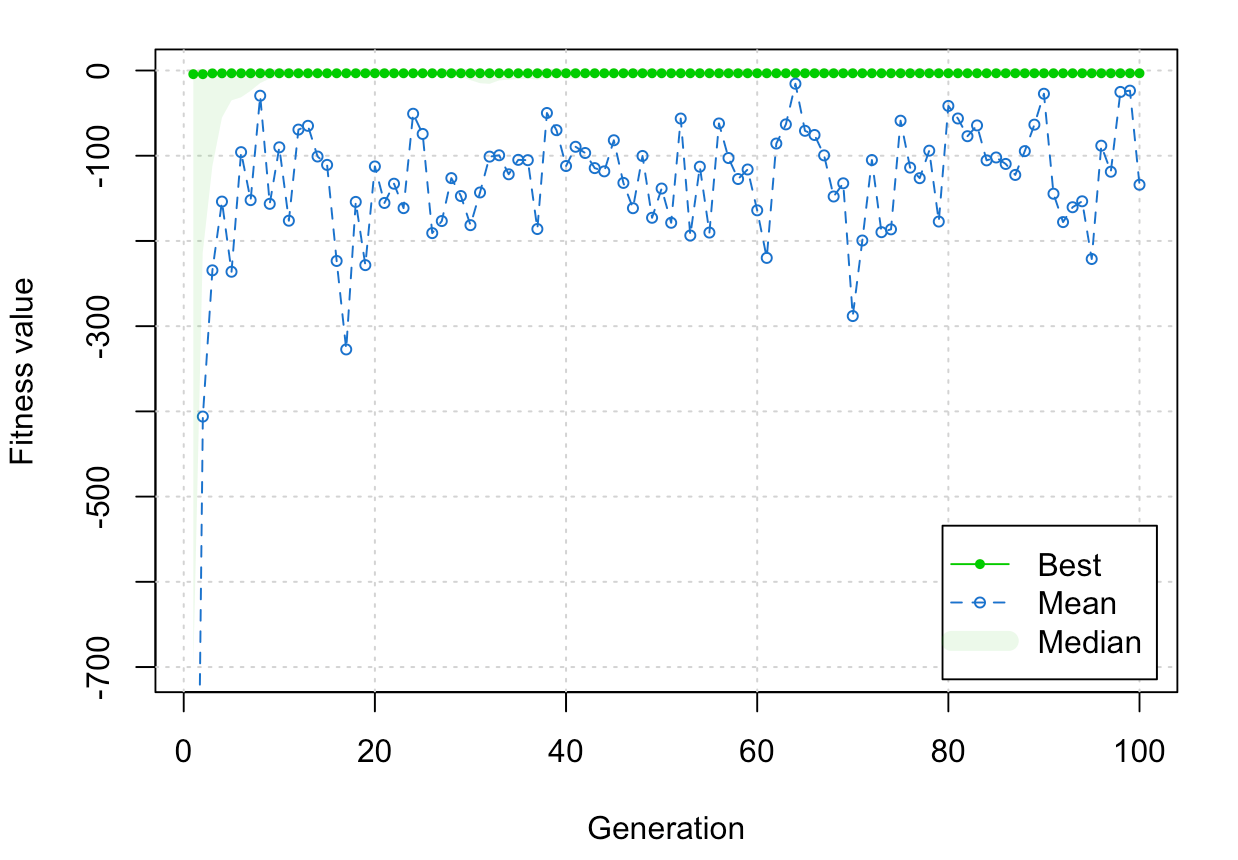 0
-100
-300
-500
-700
Fitness value
Best
Mean
Median
0 20 40 60 80 100
Generation